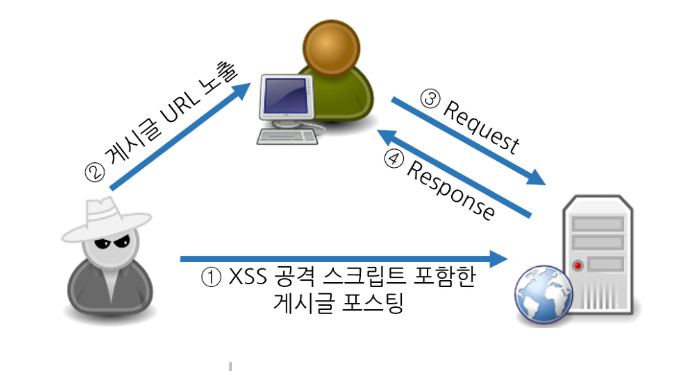 ② 게시글 URL 노출
③ Request
④ Response
① XSS 공격 스크립트 포함한
게시글 포스팅